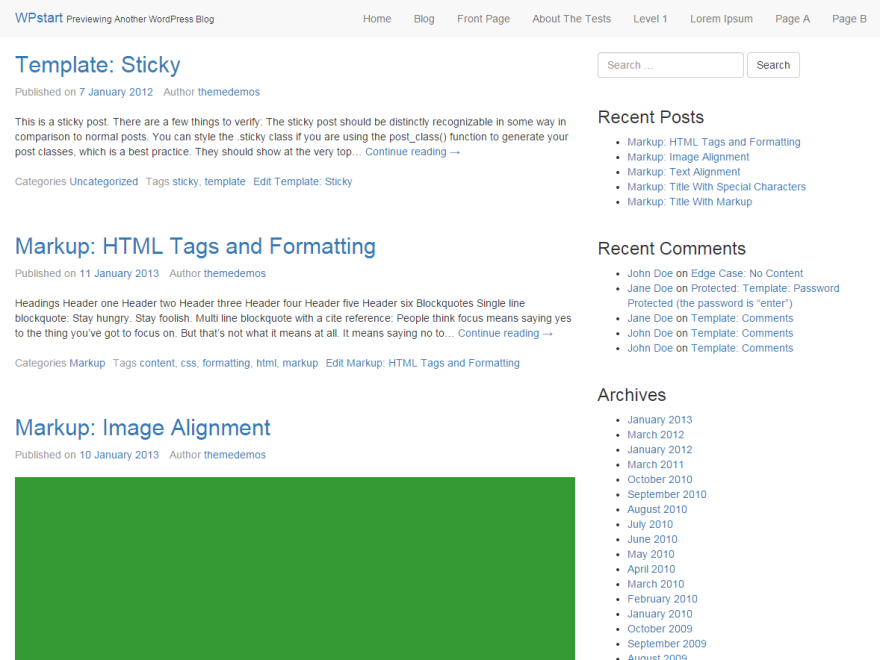 WPstart Previewing Another WordPress Blog
Home Blog Front Page About The Tests Level 1 Lorem Ipsum Page A Page B
Template: Sticky
Published on 7 January 2012 Author themedemos
This is a sticky post. There are a few things to verify: The sticky post should be distinctly recognizable in some way in
comparison to normal posts. You can style the .sticky class if you are using the post_class() function to generate your
post classes, which is a best practice. They should show at the very top… Continue reading →
Categories Uncategorized Tags sticky, template Edit Template: Sticky
Markup: HTML Tags and Formatting
Published on 11 January 2013 Author themedemos
Headings Header one Header two Header three Header four Header five Header six Blockquotes Single line
blockquote: Stay hungry. Stay foolish. Multi line blockquote with a cite reference: People think focus means saying yes
to the thing you’ve got to focus on. But that’s not what it means at all. It means saying no to… Continue reading →
Categories Markup Tags content, css, formatting, html, markup Edit Markup: HTML Tags and Formatting
Markup: Image Alignment
Published on 10 January 2013 Author themedemos
Search … Search
Recent Posts
Markup: HTML Tags and Formatting
Markup: Image Alignment
Markup: Text Alignment
Markup: Title With Special Characters
Markup: Title With Markup
Recent Comments
John Doe on Edge Case: No Content
Jane Doe on Protected: Template: Password
Protected (the password is “enter”)
Jane Doe on Template: Comments
John Doe on Template: Comments
John Doe on Template: Comments
Archives
January 2013
March 2012
January 2012
March 2011
October 2010
September 2010
August 2010
July 2010
June 2010
May 2010
April 2010
March 2010
February 2010
January 2010
October 2009
September 2009
August 2009